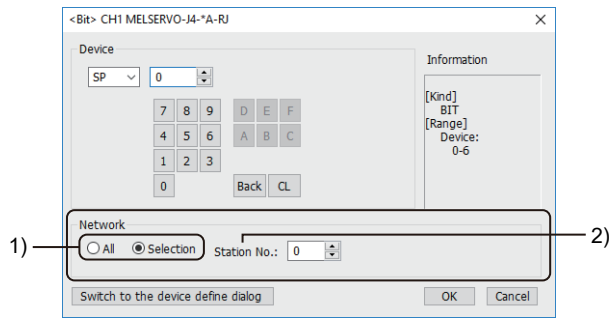 <Bit> CH1 MELSERVO-J4-*A-RJ
Device
SP 0
Information
7 8 9 D E F
4 5 6 A B C
1 2 3
0 Back CL
[Kind]
BIT
[Range]
Device:
0-6
Network
1) All Selection Station No.: 0 2)
Switch to the device define dialog OK Cancel